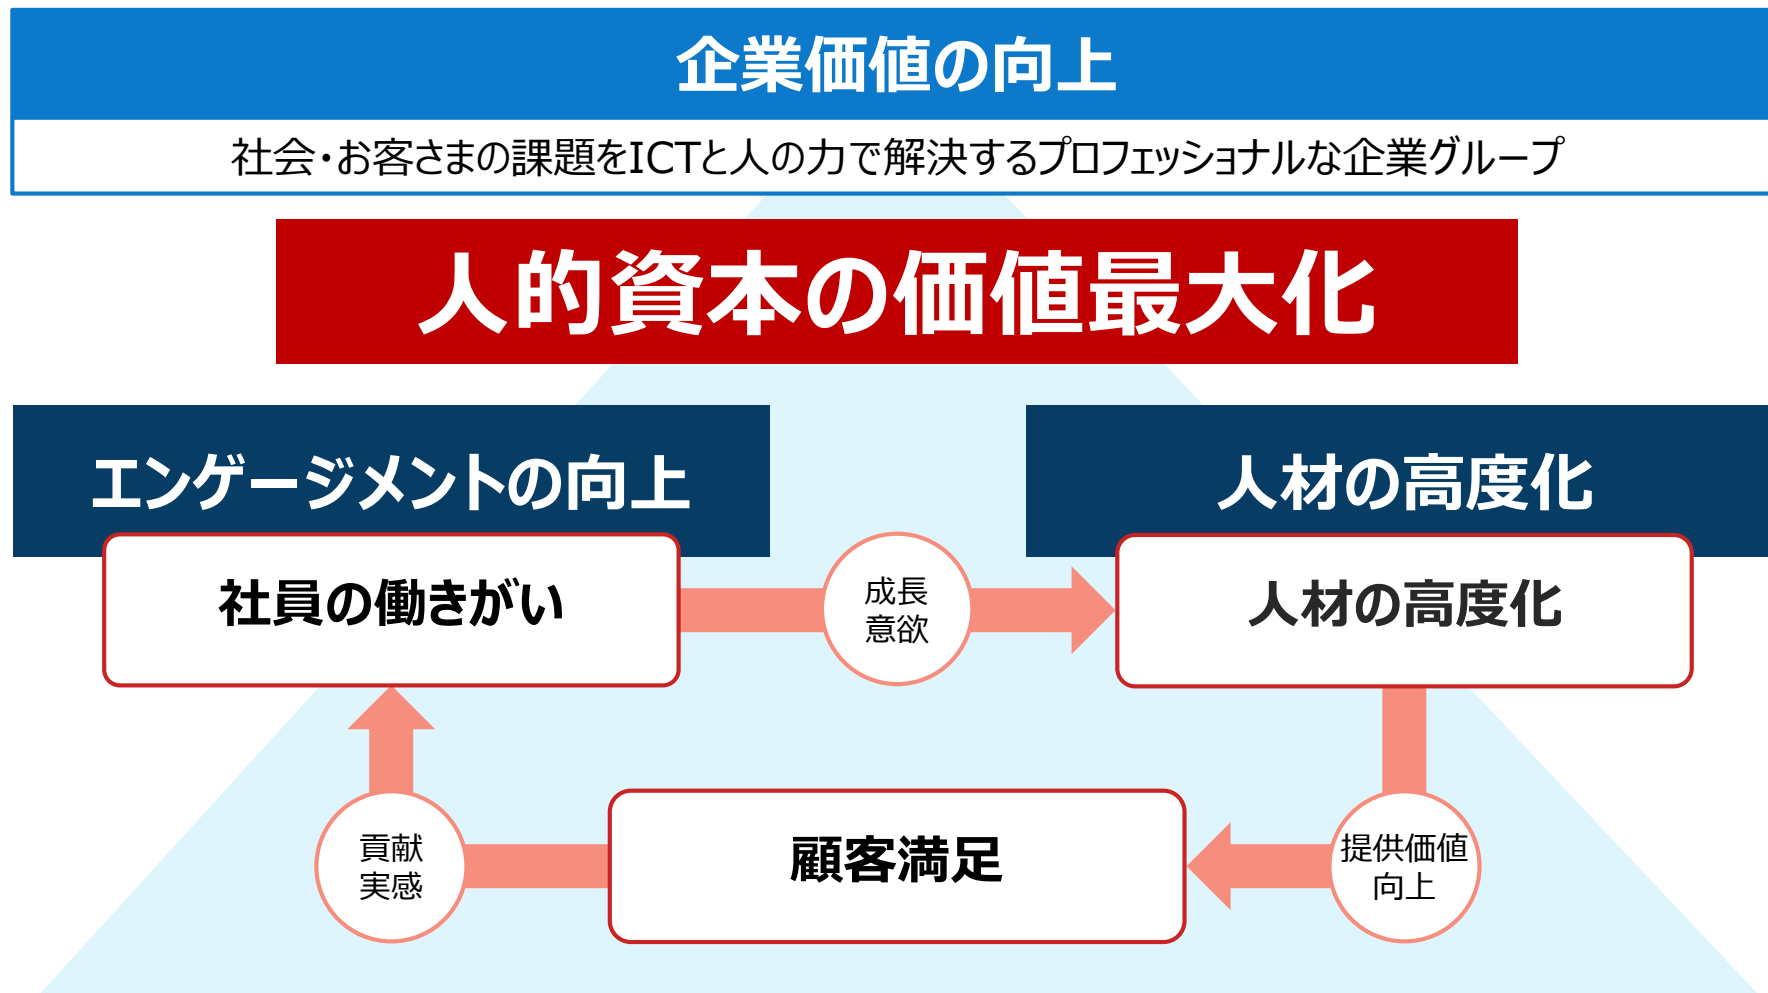 企業価値の向上
社会・お客さまの課題をICTと人の力で解決するプロフェッショナルな企業グループ
人的資本の価値最大化
エンゲージメントの向上
人材の高度化
社員の働きがい
成長
意欲
人材の高度化
貢献
実感
顧客満足
提供価値
向上